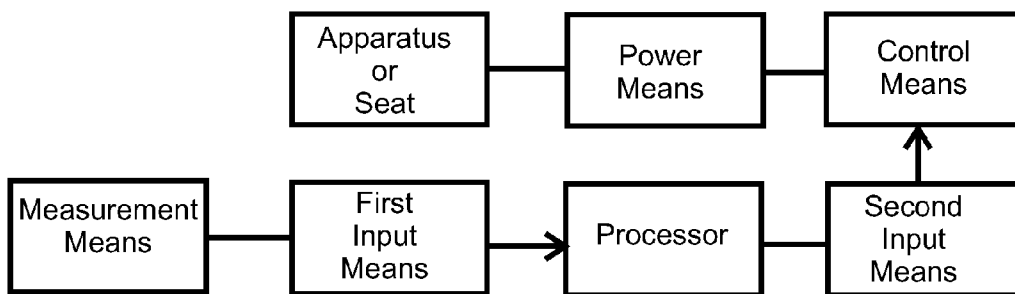 Apparatus
or
Seat
Power
Means
Control
Means
Measurement
Means
First
Input
Means
Processor
Second
Input
Means